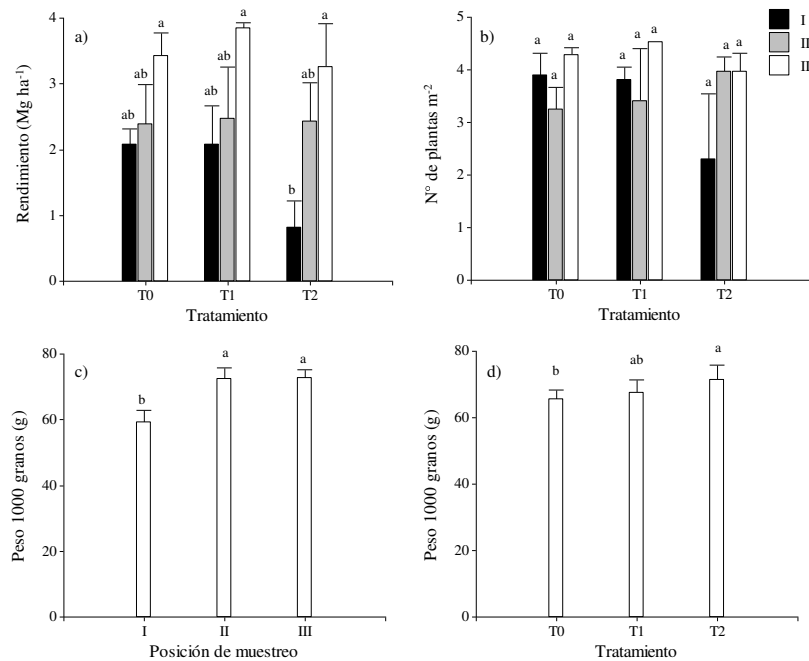 a)
Rendimiento (Mg ha-1)
4
3
2
1
0
ab
ab
a
ab
ab
a
b
ab
a
T0
T1
T2
Tratamiento
b)
N° de plantas m-2
5
4
3
2
1
0
a
a
a
a
a
a
a
a
a
T0
T1
T2
Tratamiento
I
II
II
c)
Peso 1000 granos (g)
80
60
40
20
0
b
a
a
I
II
III
Posición de muestreo
d)
Peso 1000 granos (g)
80
60
40
20
0
b
ab
a
T0
T1
T2
Tratamiento